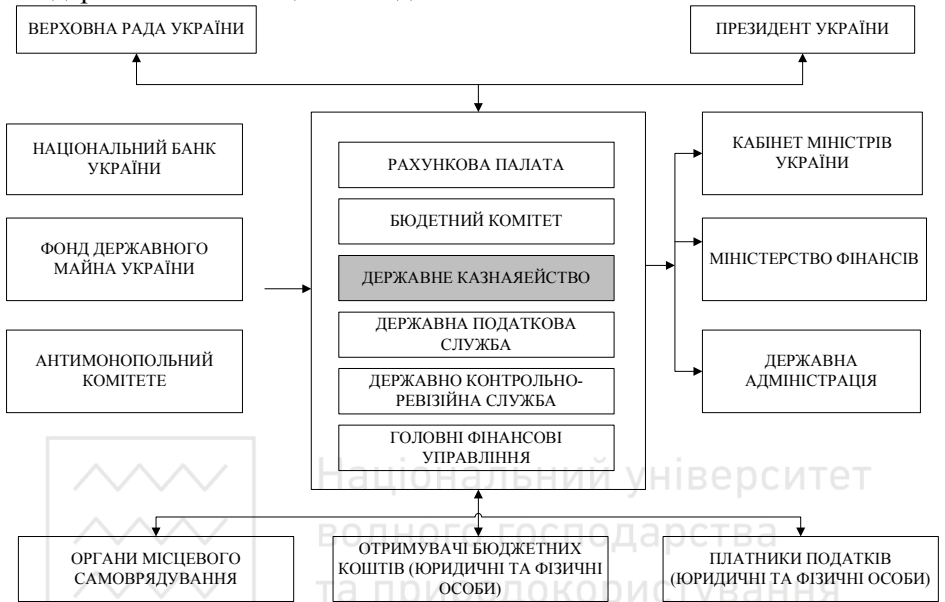 ВЕРХОВНА РАДА УКРАЇНИ
ПРЕЗИДЕНТ УКРАЇНИ
НАЦІОНАЛЬНИЙ БАНК
УКРАЇНИ
ФОНД ДЕРЖАВНОГО
МАЙНА УКРАЇНИ
АНТИМОНОПОЛЬНИЙ
КОМІТЕТЕ
РАХУНКОВА ПАЛАТА
БЮДЕТНИЙ КОМІТЕТ
ДЕРЖАВНЕ КАЗНАЯЕЙСТВО
ДЕРЖАВНА ПОДАТКОВА
СЛУЖБА
ДЕРЖАВНО КОНТРОЛЬНО-
РЕВІЗІЙНА СЛУЖБА
ГОЛОВНІ ФІНАНСОВІ
УПРАВЛІННЯ
КАБІНЕТ МІНІСТРІВ
УКРАЇНИ
МІНІСТЕРСТВО ФІНАНСІВ
ДЕРЖАВНА
АДМІНІСТРАЦІЯ
Національний університет
водного господарства
та природокористування
ОРГАНИ МІСЦЕВОГО
САМОВРЯДУВАННЯ
ОТРИМУВАЧІ БЮДЖЕТНИХ
КОШТІВ (ЮРИДИЧНІ ТА ФІЗИЧНІ
ОСОБИ)
ПЛАТНИКИ ПОДАТКІВ
(ЮРИДИЧНІ ТА ФІЗИЧНІ ОСОБИ)